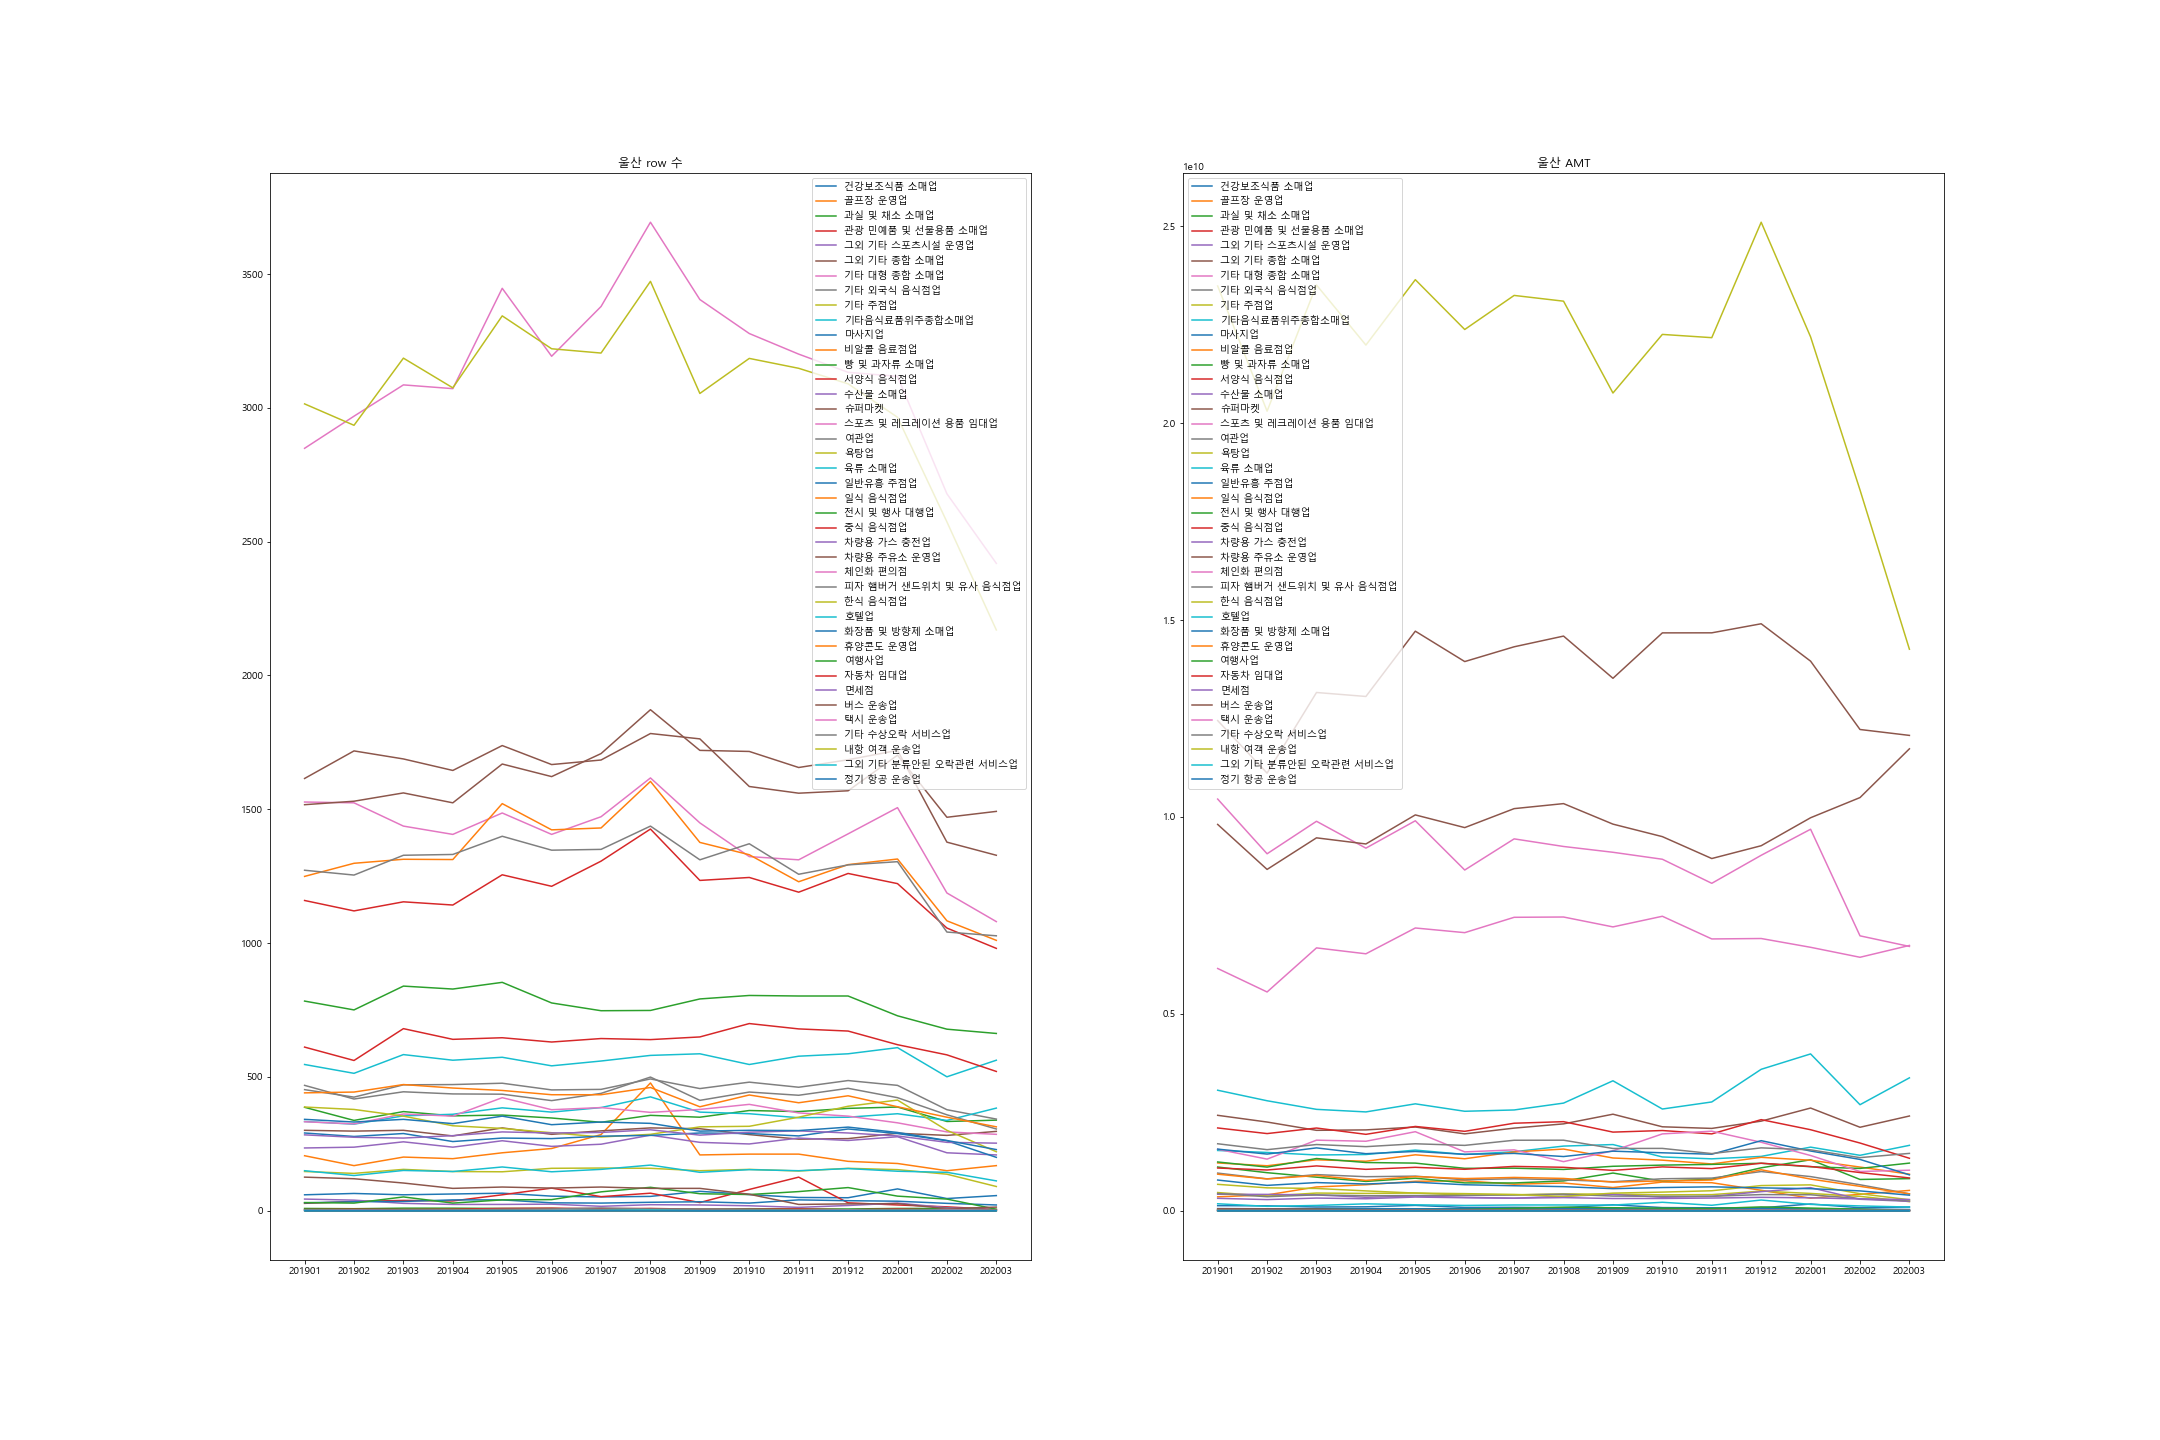 울산 row 수
3500
3000
2500
2000
1500
1000
500
0
201901 201902 201903 201904 201905 201906 201907 201908 201909 201910 201911 201912 202001 202002 202003
건강보조식품 소매업
골프장 운영업
과실 및 채소 소매업
관광 민예품 및 선물용품 소매업
그외 기타 스포츠시설 운영업
그외 기타 종합 소매업
기타 대형 종합 소매업
기타 외국식 음식점업
기타 주점업
기타음식료품위주종합소매업
마사지업
비알콜 음료점업
빵 및 과자류 소매업
서양식 음식점업
수산물 소매업
슈퍼마켓
스포츠 및 레크레이션 용품 임대업
여관업
욕탕업
육류 소매업
일반유흥 주점업
일식 음식점업
전시 및 행사 대행업
중식 음식점업
차량용 가스 충전업
차량용 주유소 운영업
체인화 편의점
피자 햄버거 샌드위치 및 유사 음식점업
한식 음식점업
호텔업
화장품 및 방향제 소매업
휴양콘도 운영업
여행사업
자동차 임대업
면세점
버스 운송업
택시 운송업
기타 수상오락 서비스업
내항 여객 운송업
그외 기타 분류안된 오락관련 서비스업
정기 항공 운송업
울산 AMT
1e10
2.5
2.0
1.5
1.0
0.5
0.0
201901 201902 201903 201904 201905 201906 201907 201908 201909 201910 201911 201912 202001 202002 202003
건강보조식품 소매업
골프장 운영업
과실 및 채소 소매업
관광 민예품 및 선물용품 소매업
그외 기타 스포츠시설 운영업
그외 기타 종합 소매업
기타 대형 종합 소매업
기타 외국식 음식점업
기타 주점업
기타음식료품위주종합소매업
마사지업
비알콜 음료점업
빵 및 과자류 소매업
서양식 음식점업
수산물 소매업
슈퍼마켓
스포츠 및 레크레이션 용품 임대업
여관업
욕탕업
육류 소매업
일반유흥 주점업
일식 음식점업
전시 및 행사 대행업
중식 음식점업
차량용 가스 충전업
차량용 주유소 운영업
체인화 편의점
피자 햄버거 샌드위치 및 유사 음식점업
한식 음식점업
호텔업
화장품 및 방향제 소매업
휴양콘도 운영업
여행사업
자동차 임대업
면세점
버스 운송업
택시 운송업
기타 수상오락 서비스업
내항 여객 운송업
그외 기타 분류안된 오락관련 서비스업
정기 항공 운송업